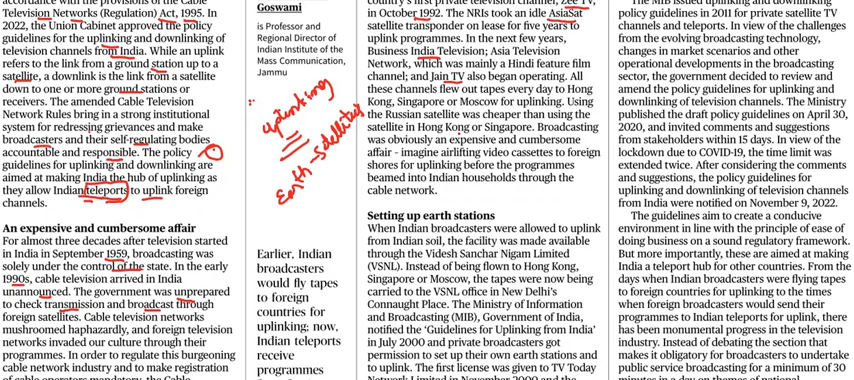 accordance with the provisions of the Cable
Television Networks (Regulation) Act, 1995. In
2022, the Union Cabinet approved the policy
guidelines for the uplinking and downlinking of
television channels from India. While an uplink
refers to the link from a ground station up to a
satellite, a downlink is the link from a satellite
down to one or more ground stations or
receivers. The amended Cable Television
Network Rules bring in a strong institutional
system for redressing grievances and make
broadcasters and their self-regulating bodies
accountable and responsible. The policy
guidelines for uplinking and downlinking are
aimed at making India the hub of uplinking as
they allow Indian teleports to uplink foreign
channels.
An expensive and cumbersome affair
For almost three decades after television started
in India in September 1959, broadcasting was
solely under the control of the state. In the early
1990s, cable television arrived in India
unannounced. The government was unprepared
to check transmission and broadcast through
foreign satellites. Cable television networks
mushroomed haphazardly, and foreign television
networks invaded our culture through their
programmes. In order to regulate this burgeoning
cable network industry and to make registration
of cable operators mandatory, the Cable
Goswami
is Professor and
Regional Director of
Indian Institute of the
Mass Communication,
Jammu
uplinking
Earth-satellites
Earlier, Indian
broadcasters
would fly tapes
to foreign
countries for
uplinking; now,
Indian teleports
receive
programmes
country's first private television channel, Zee TV,
in October 1992. The NRIs took an idle AsiaSat
satellite transponder on lease for five years to
uplink programmes. In the next few years,
Business India Television; Asia Television
Network, which was mainly a Hindi feature film
channel; and Jain TV also began operating. All
these channels flew out tapes every day to Hong
Kong, Singapore or Moscow for uplinking. Using
the Russian satellite was cheaper than using the
satellite in Hong Kong or Singapore. Broadcasting
was obviously an expensive and cumbersome
affair - imagine airlifting video cassettes to foreign
shores for uplinking before the programmes
beamed into Indian households through the
cable network.
Setting up earth stations
When Indian broadcasters were allowed to uplink
from Indian soil, the facility was made available
through the Videsh Sanchar Nigam Limited
(VSNL). Instead of being flown to Hong Kong,
Singapore or Moscow, the tapes were now being
carried to the VSNL office in New Delhi's
Connaught Place. The Ministry of Information
and Broadcasting (MIB), Government of India,
notified the 'Guidelines for Uplinking from India'
in July 2000 and private broadcasters got
permission to set up their own earth stations and
to uplink. The first license was given to TV Today
Network Limited in November 2000 and the
The MIB issued uplinking and downlinking
policy guidelines in 2011 for private satellite TV
channels and teleports. In view of the challenges
from the evolving broadcasting technology,
changes in market scenarios and other
operational developments in the broadcasting
sector, the government decided to review and
amend the policy guidelines for uplinking and
downlinking of television channels. The Ministry
published the draft policy guidelines on April 30,
2020, and invited comments and suggestions
from stakeholders within 15 days. In view of the
lockdown due to COVID-19, the time limit was
extended twice. After considering the comments
and suggestions, the policy guidelines for
uplinking and downlinking of television channels
from India were notified on November 9, 2022.
The guidelines aim to create a conducive
environment in line with the principle of ease of
doing business on a sound regulatory framework.
But more importantly, these are aimed at making
India a teleport hub for other countries. From the
days when Indian broadcasters were flying tapes
to foreign countries for uplinking to the times
when foreign broadcasters would send their
programmes to Indian teleports for uplink, there
has been monumental progress in the television
industry. Instead of debating the section that
makes it obligatory for broadcasters to undertake
public service broadcasting for a minimum of 30
minutes in a day on themes of national